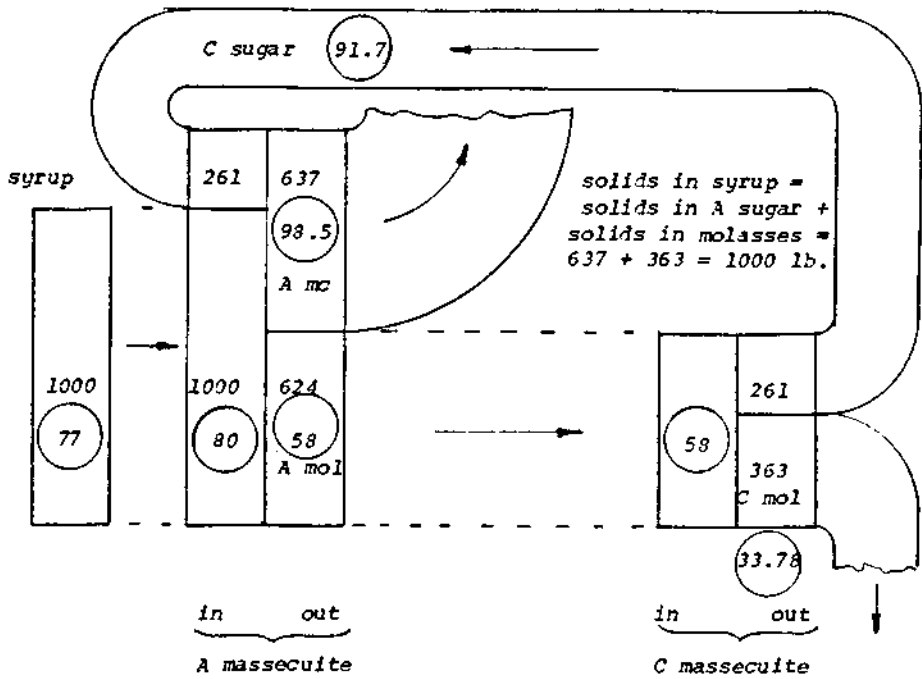 C sugar 91.7
syrup
261 637
98.5
A mc
solids in syrup =
solids in A sugar +
solids in molasses =
637 + 363 = 1000 lb.
1000 1000 624
77 80 58
A mol
58
261
363
C mol
33.78
in out
A massecuite
in out
C massecuite